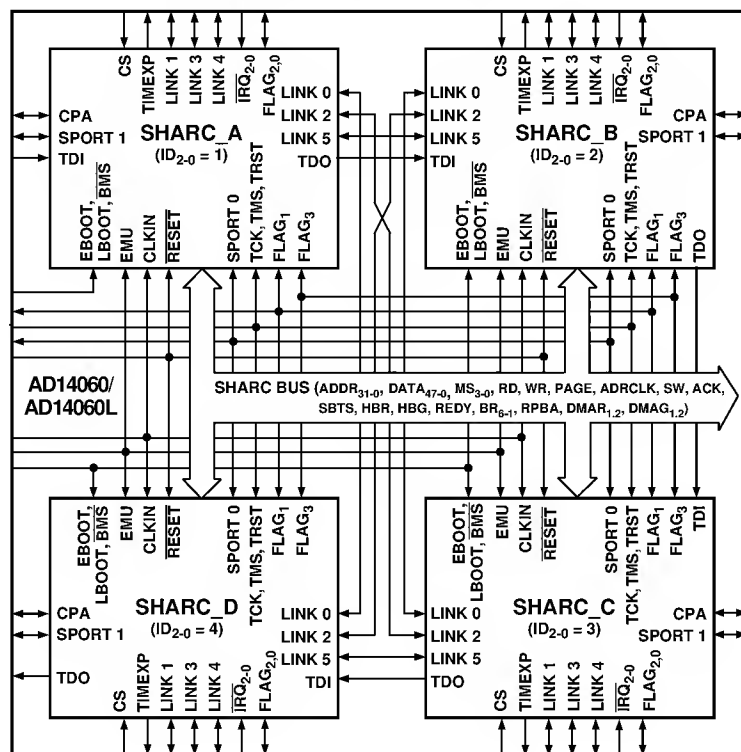 CS
TIMEXP
LINK 1
LINK 3
LINK 4
IRQ2-0
FLAG2,0
LINK 0
LINK 2
LINK 5
TDO
CPA
SPORT 1
TDI
SHARC_A
(ID2-0 = 1)
EBOOT,
LBOOT, BMS
EMU
CLKIN
RESET
SPORT 0
TCK, TMS, TRST
FLAG1
FLAG3
CS
TIMEXP
LINK 1
LINK 3
LINK 4
IRQ2-0
FLAG2,0
LINK 0
LINK 2
LINK 5
TDI
SHARC_B
(ID2-0 = 2)
CPA
SPORT 1
EBOOT,
LBOOT, BMS
EMU
CLKIN
RESET
SPORT 0
TCK, TMS, TRST
FLAG1
FLAG3
TDO
AD14060/
AD14060L
SHARC BUS (ADDR31-0, DATA47-0, MS3-0, RD, WR, PAGE, ADRCLK, SW, ACK,
SBTS, HBR, HBG, REDY, BR6-1, RPBA, DMAR1.2, DMAG1.2)
EBOOT,
LBOOT, BMS
EMU
CLKIN
RESET
SPORT 0
TCK, TMS, TRST
FLAG1
FLAG3
CPA
SPORT 1
TDO
SHARC_D
(ID2-0 = 4)
LINK 0
LINK 2
LINK 5
TDI
CS
TIMEXP
LINK 1
LINK 3
LINK 4
IRQ2-0
FLAG2,0
EBOOT,
LBOOT, BMS
EMU
CLKIN
RESET
SPORT 0
TCK, TMS, TRST
FLAG1
FLAG3
TDI
LINK 0
LINK 2
LINK 5
TDO
SHARC_C
(ID2-0 = 3)
CPA
SPORT 1
CS
TIMEXP
LINK 1
LINK 3
LINK 4
IRQ2-0
FLAG2,0